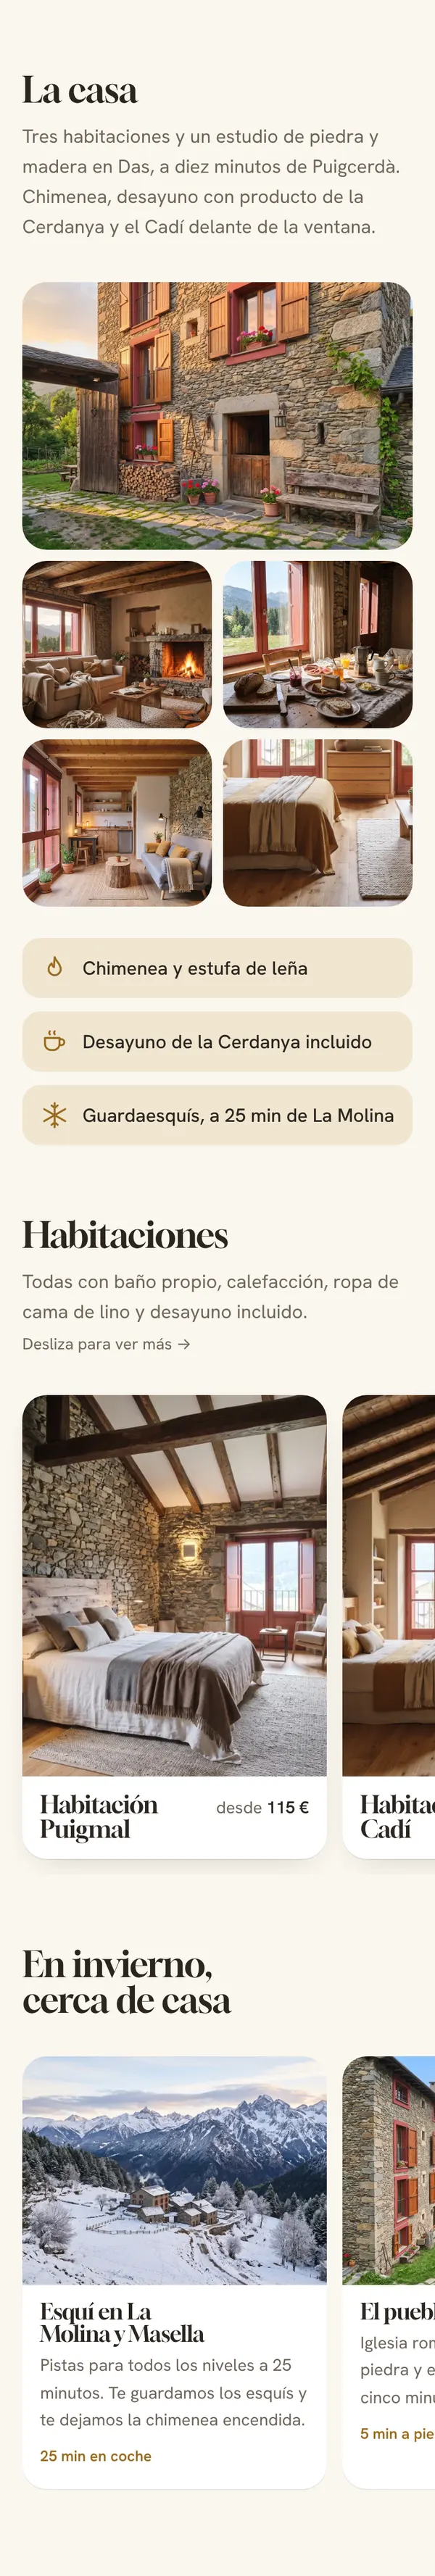 La casa
Tres habitaciones y un estudio de piedra y
madera en Das, a diez minutos de Puigcerdà.
Chimenea, desayuno con producto de la
Cerdanya y el Cadí delante de la ventana.
Chimenea y estufa de leña
Desayuno de la Cerdanya incluido
Guardaesquís, a 25 min de La Molina
Habitaciones
Todas con baño propio, calefacción, ropa de
cama de lino y desayuno incluido.
Desliza para ver más →
Habitación
Puigmal
desde 115 €
Cadí
En invierno,
cerca de casa
Esquí en La
Molina y Masella
Pistas para todos los niveles a 25
minutos. Te guardamos los esquís y
te dejamos la chimenea encendida.
25 min en coche
El
Iglesia
piedra y
cinco
5 min a pie